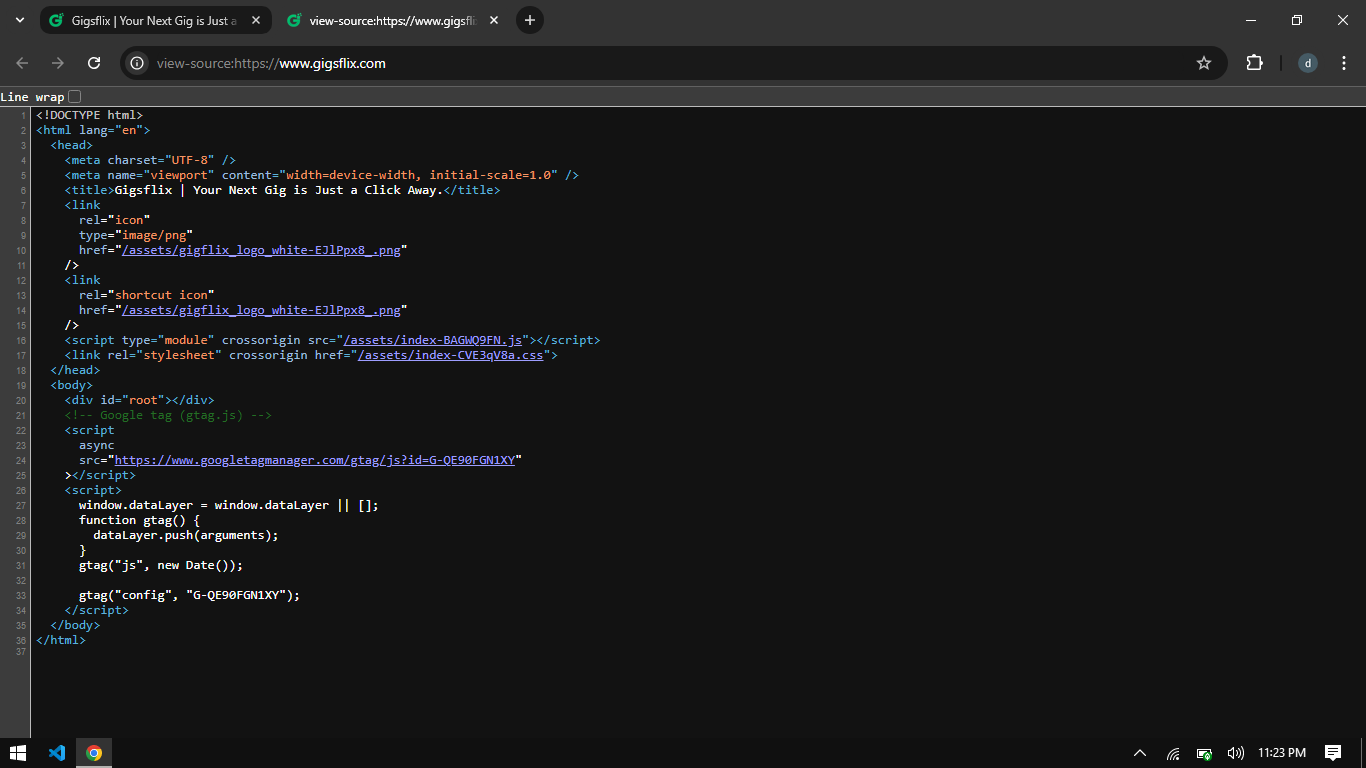 Gigsflix | Your Next Gig is Just a
view-source:https://www.gigsfli
view-source:https://www.gigsflix.com
d
Line wrap
1 <!DOCTYPE html>
2 <html lang="en">
3 <head>
4 <meta charset="UTF-8" />
5 <meta name="viewport" content="width=device-width, initial-scale=1.0" />
6 <title>Gigsflix | Your Next Gig is Just a Click Away.</title>
7 <link
8 rel="icon"
9 type="image/png"
10 href="/assets/gigflix_logo_white-EJlPpx8_.png"
11 />
12 <link
13 rel="shortcut icon"
14 href="/assets/gigflix_logo_white-EJlPpx8_.png"
15 />
16 <script type="module" crossorigin src="/assets/index-BAGWQ9FN.js"></script>
17 <link rel="stylesheet" crossorigin href="/assets/index-CVE3qV8a.css">
18 </head>
19 <body>
20 <div id="root"></div>
21 <!-- Google tag (gtag.js) -->
22 <script
23 async
24 src="https://www.googletagmanager.com/gtag/js?id=G-QE90FGN1XY"
25 ></script>
26 <script>
27 window.dataLayer = window.dataLayer || [];
28 function gtag() {
29 dataLayer.push(arguments);
30 }
31 gtag("js", new Date());
32
33 gtag("config", "G-QE90FGN1XY");
34 </script>
35 </body>
36 </html>
37
11:23 PM